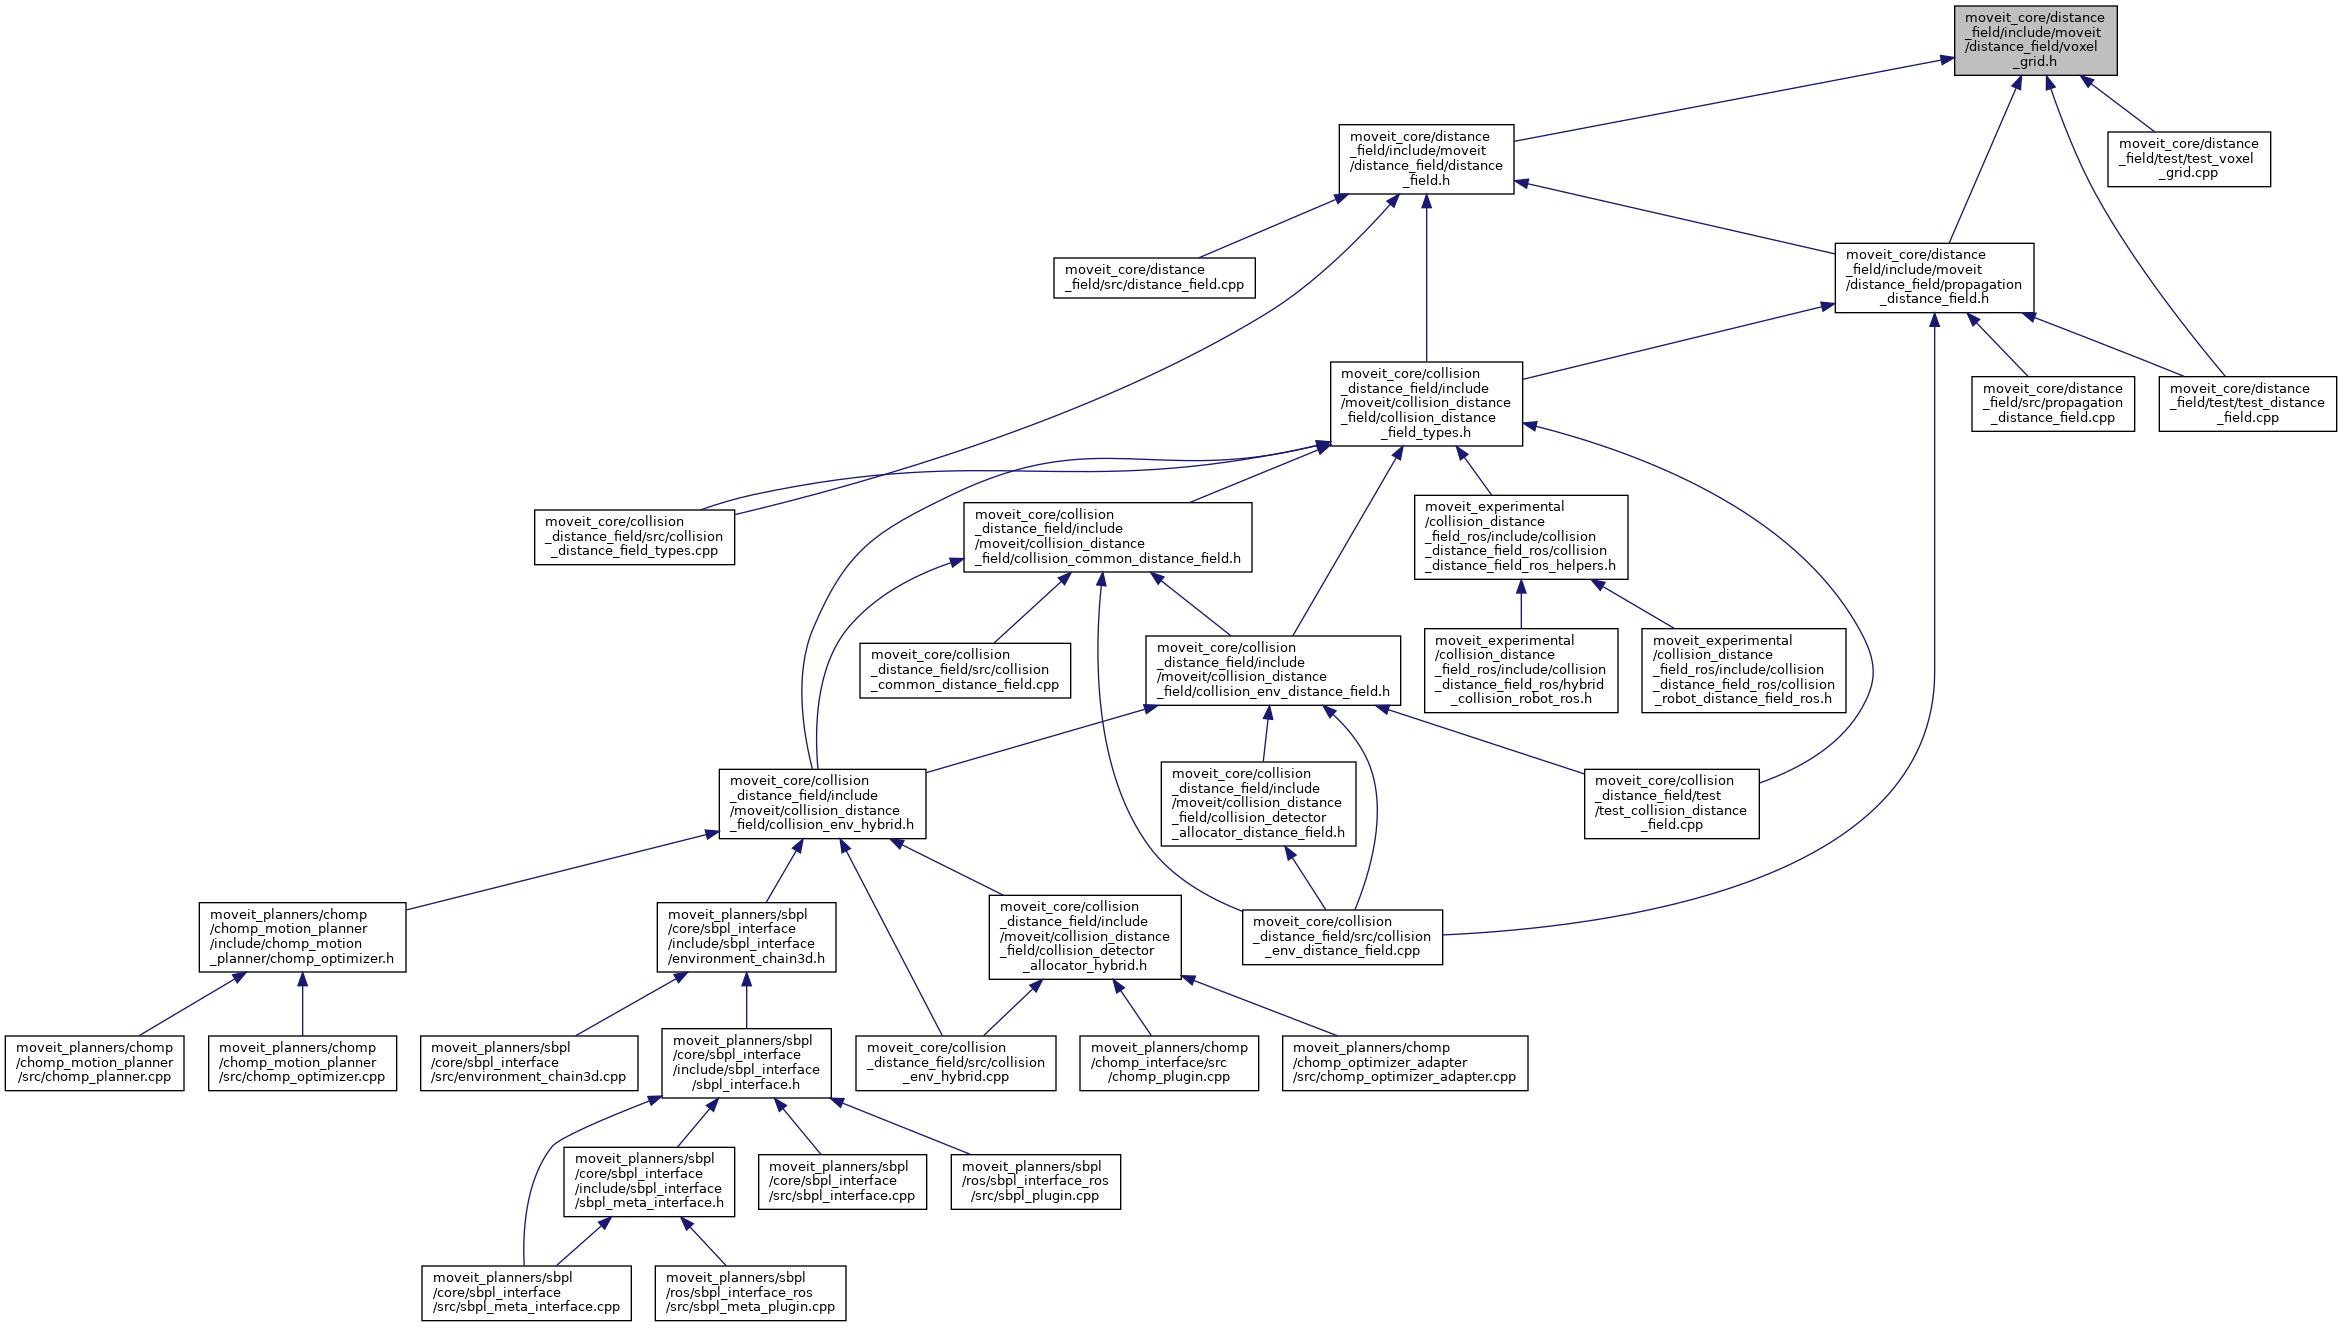 moveit_core/distance
_field/include/moveit
/distance_field/voxel
_grid.h
moveit_core/distance
_field/include/moveit
/distance_field/distance
_field.h
moveit_core/distance
_field/test/test_voxel
_grid.cpp
moveit_core/distance
_field/src/distance_field.cpp
moveit_core/distance
_field/include/moveit
/distance_field/propagation
_distance_field.h
moveit_core/collision
_distance_field/include
/moveit/collision_distance
_field/collision_distance
_field_types.h
moveit_core/distance
_field/src/propagation
_distance_field.cpp
moveit_core/distance
_field/test/test_distance
_field.cpp
moveit_core/collision
_distance_field/src/collision
_distance_field_types.cpp
moveit_core/collision
_distance_field/include
/moveit/collision_distance
_field/collision_common_distance_field.h
moveit_experimental
/collision_distance
_field_ros/include/collision
_distance_field_ros/collision
_distance_field_ros_helpers.h
moveit_core/collision
_distance_field/src/collision
_common_distance_field.cpp
moveit_core/collision
_distance_field/include
/moveit/collision_distance
_field/collision_env_distance_field.h
moveit_experimental
/collision_distance
_field_ros/include/collision
_distance_field_ros/hybrid
_collision_robot_ros.h
moveit_experimental
/collision_distance
_field_ros/include/collision
_distance_field_ros/collision
_robot_distance_field_ros.h
moveit_core/collision
_distance_field/include
/moveit/collision_distance
_field/collision_env_hybrid.h
moveit_core/collision
_distance_field/include
/moveit/collision_distance
_field/collision_detector
_allocator_distance_field.h
moveit_core/collision
_distance_field/test
/test_collision_distance
_field.cpp
moveit_planners/chomp
/chomp_motion_planner
/include/chomp_motion
_planner/chomp_optimizer.h
moveit_planners/sbpl
/core/sbpl_interface
/include/sbpl_interface
/environment_chain3d.h
moveit_core/collision
_distance_field/include
/moveit/collision_distance
_field/collision_detector
_allocator_hybrid.h
moveit_core/collision
_distance_field/src/collision
_env_distance_field.cpp
moveit_planners/chomp
/chomp_motion_planner
/src/chomp_planner.cpp
moveit_planners/chomp
/chomp_motion_planner
/src/chomp_optimizer.cpp
moveit_planners/sbpl
/core/sbpl_interface
/src/environment_chain3d.cpp
moveit_planners/sbpl
/core/sbpl_interface
/include/sbpl_interface
/sbpl_interface.h
moveit_core/collision
_distance_field/src/collision
_env_hybrid.cpp
moveit_planners/chomp
/chomp_interface/src
/chomp_plugin.cpp
moveit_planners/chomp
/chomp_optimizer_adapter
/src/chomp_optimizer_adapter.cpp
moveit_planners/sbpl
/core/sbpl_interface
/include/sbpl_interface
/sbpl_meta_interface.h
moveit_planners/sbpl
/core/sbpl_interface
/src/sbpl_interface.cpp
moveit_planners/sbpl
/ros/sbpl_interface_ros
/src/sbpl_plugin.cpp
moveit_planners/sbpl
/core/sbpl_interface
/src/sbpl_meta_interface.cpp
moveit_planners/sbpl
/ros/sbpl_interface_ros
/src/sbpl_meta_plugin.cpp